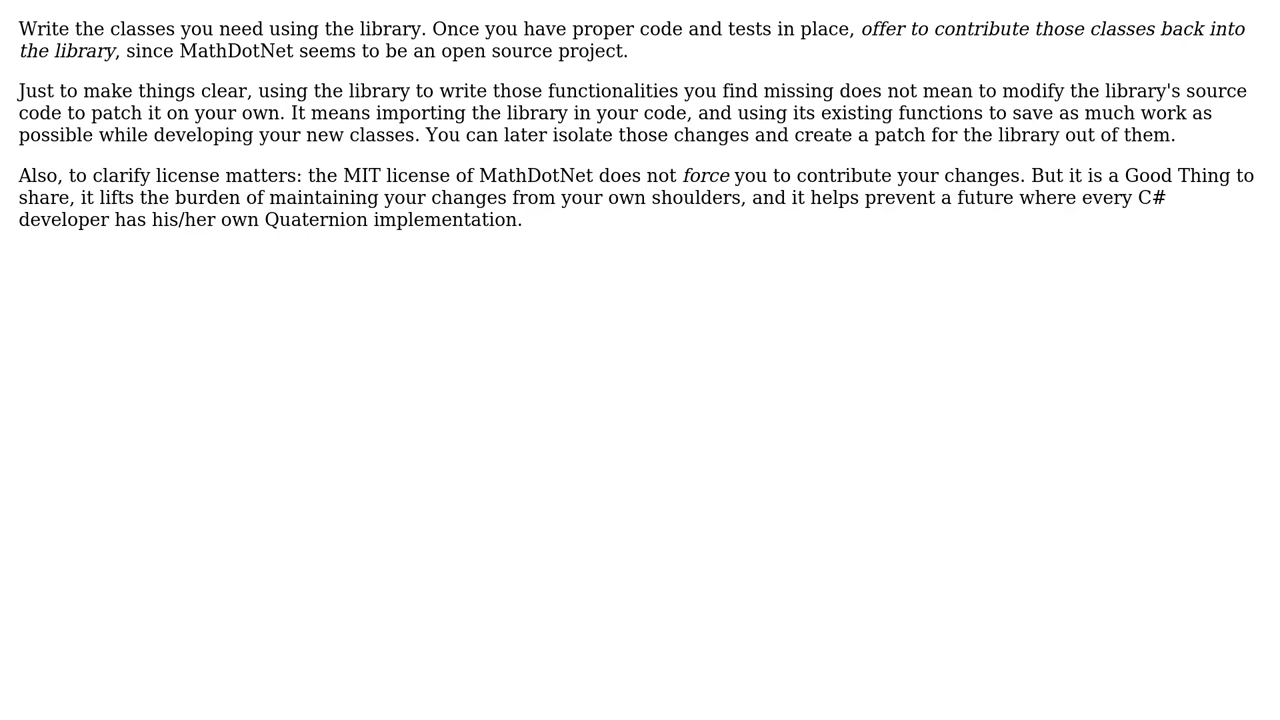 Write the classes you need using the library. Once you have proper code and tests in place, offer to contribute those classes back into
the library, since MathDotNet seems to be an open source project.
Just to make things clear, using the library to write those functionalities you find missing does not mean to modify the library's source
code to patch it on your own. It means importing the library in your code, and using its existing functions to save as much work as
possible while developing your new classes. You can later isolate those changes and create a patch for the library out of them.
Also, to clarify license matters: the MIT license of MathDotNet does not force you to contribute your changes. But it is a Good Thing to
share, it lifts the burden of maintaining your changes from your own shoulders, and it helps prevent a future where every C#
developer has his/her own Quaternion implementation.